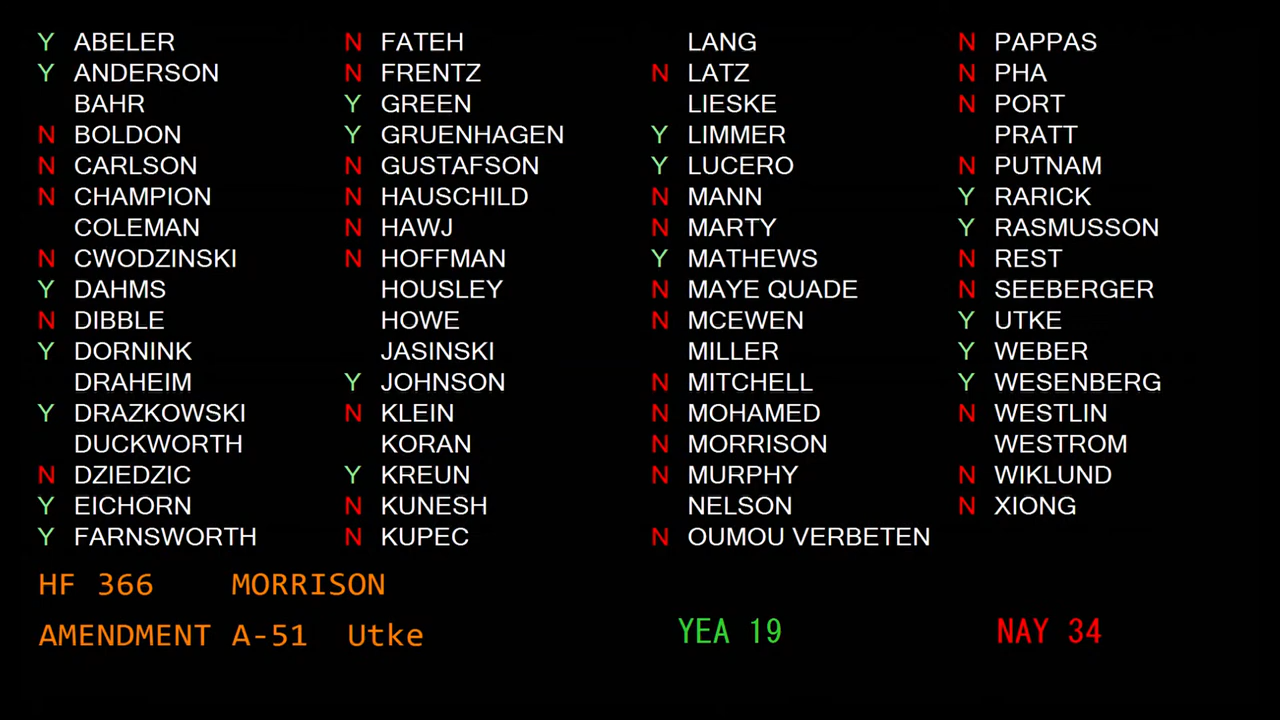 Y ABELER N FATEH LANG N PAPPAS
Y ANDERSON N FRENTZ N LATZ N PHA
BAHR Y GREEN LIESKE N PORT
N BOLDON Y GRUENHAGEN Y LIMMER PRATT
N CARLSON N GUSTAFSON Y LUCERO N PUTNAM
N CHAMPION N HAUSCHILD N MANN Y RARICK
COLEMAN N HAWJ N MARTY Y RASMUSSON
N CWODZINSKI N HOFFMAN Y MATHEWS N REST
Y DAHMS HOUSLEY N MAYE QUADE N SEEBERGER
N DIBBLE HOWE N MCEWEN Y UTKE
Y DORNINK JASINSKI MILLER Y WEBER
DRAHEIM Y JOHNSON N MITCHELL Y WESENBERG
Y DRAZKOWSKI N KLEIN N MOHAMED N WESTLIN
DUCKWORTH KORAN N MORRISON WESTROM
N DZIEDZIC Y KREUN N MURPHY N WIKLUND
Y EICHORN N KUNESH NELSON N XIONG
Y FARNSWORTH N KUPEC N OUMOU VERBETEN
HF 366 MORRISON
AMENDMENT A-51 Utke YEA 19 NAY 34